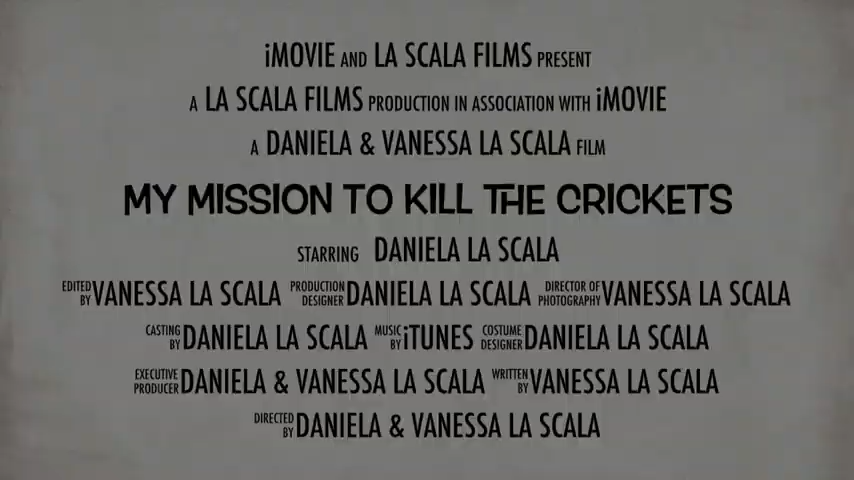 iMOVIE AND LA SCALA FILMS PRESENT
A LA SCALA FILMS PRODUCTION IN ASSOCIATION WITH iMOVIE
A DANIELA & VANESSA LA SCALA FILM
MY MISSION TO KILL THE CRICKETS
STARRING DANIELA LA SCALA
EDITED BY VANESSA LA SCALA PRODUCTION DESIGNER DANIELA LA SCALA DIRECTOR OF PHOTOGRAPHY VANESSA LA SCALA
CASTING BY DANIELA LA SCALA MUSIC BY iTUNES COSTUME DESIGNER DANIELA LA SCALA
EXECUTIVE PRODUCER DANIELA & VANESSA LA SCALA WRITTEN BY VANESSA LA SCALA
DIRECTED BY DANIELA & VANESSA LA SCALA